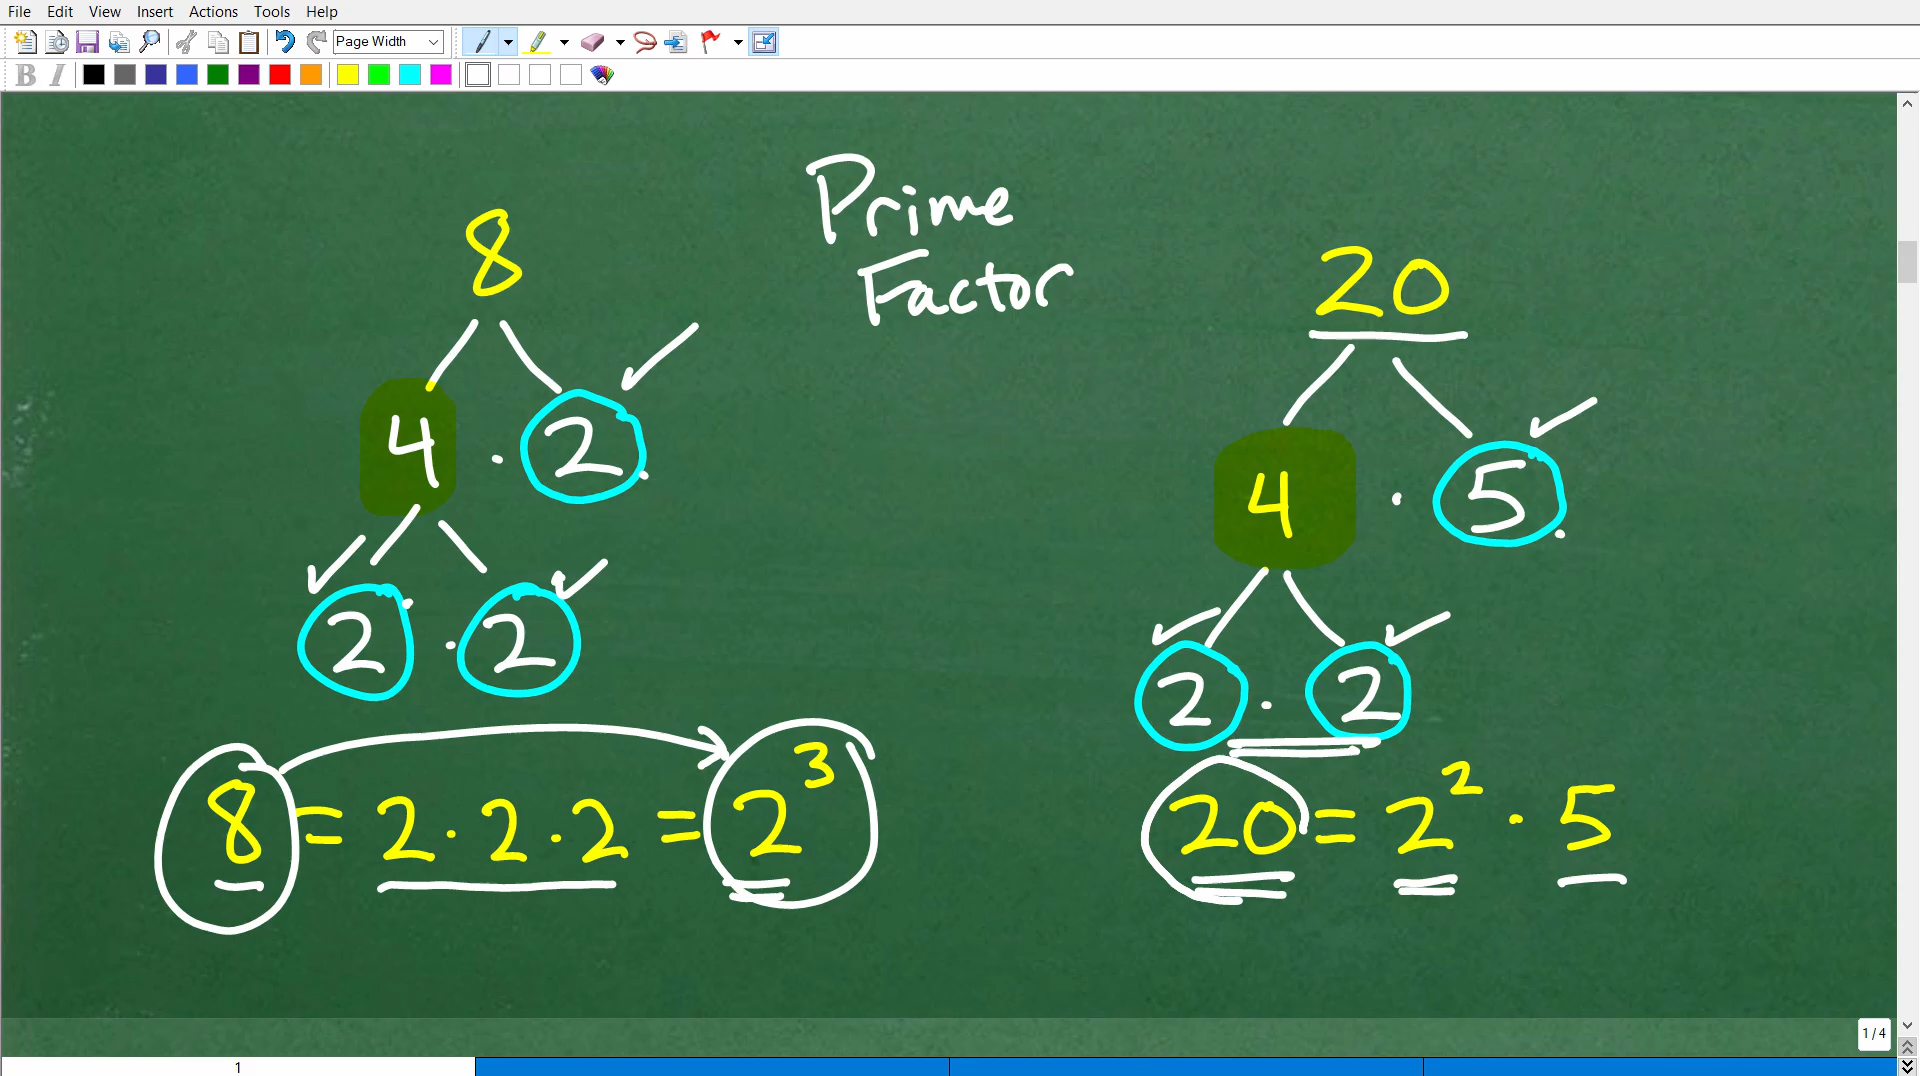 File Edit View Insert Actions Tools Help
Page Width
B I
Prime
Factor
8
4 · 2
2 · 2
8 = 2 · 2 · 2 = 2³
20
4 · 5
2 · 2
20 = 2² · 5
1 / 4
1